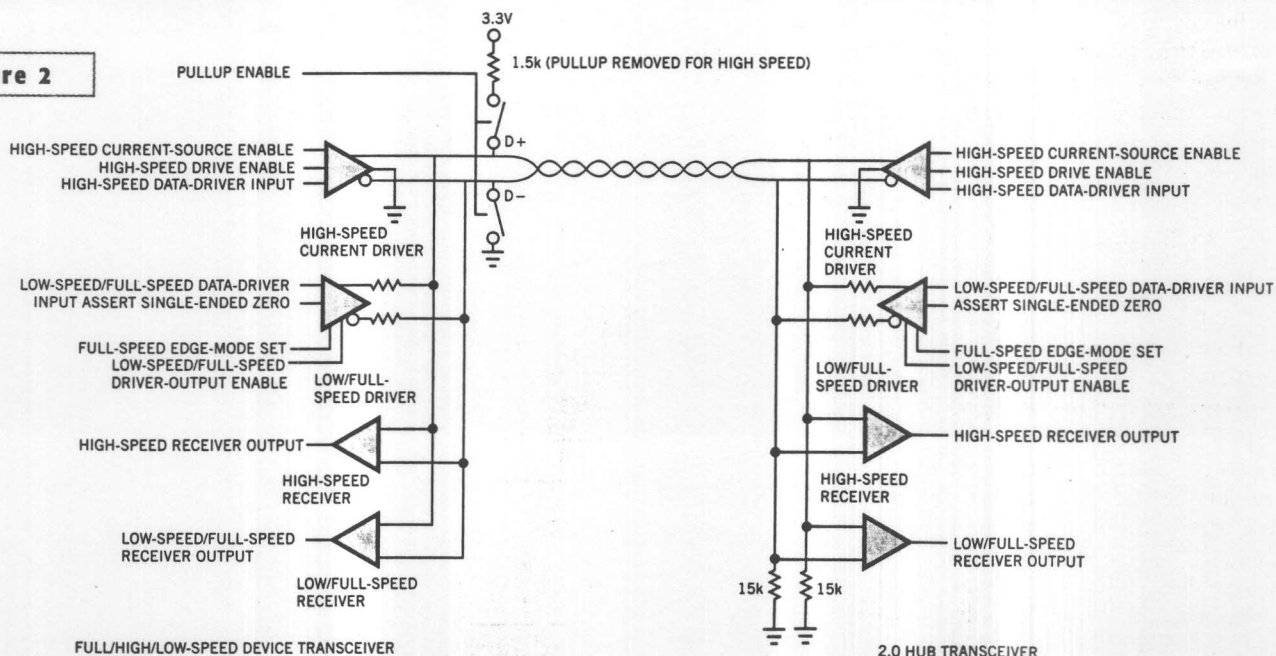 re 2
3.3V
1.5k (PULLUP REMOVED FOR HIGH SPEED)
PULLUP ENABLE
D+
HIGH-SPEED CURRENT-SOURCE ENABLE
HIGH-SPEED DRIVE ENABLE
HIGH-SPEED DATA-DRIVER INPUT
HIGH-SPEED CURRENT-SOURCE ENABLE
HIGH-SPEED DRIVE ENABLE
HIGH-SPEED DATA-DRIVER INPUT
D–
HIGH-SPEED
CURRENT DRIVER
HIGH-SPEED
CURRENT
DRIVER
LOW-SPEED/FULL-SPEED DATA-DRIVER
INPUT ASSERT SINGLE-ENDED ZERO
LOW-SPEED/FULL-SPEED DATA-DRIVER INPUT
ASSERT SINGLE-ENDED ZERO
FULL-SPEED EDGE-MODE SET
LOW-SPEED/FULL-SPEED
DRIVER-OUTPUT ENABLE
LOW/FULL-
SPEED DRIVER
LOW/FULL-
SPEED DRIVER
FULL-SPEED EDGE-MODE SET
LOW-SPEED/FULL-SPEED
DRIVER-OUTPUT ENABLE
HIGH-SPEED RECEIVER OUTPUT
HIGH-SPEED
RECEIVER
HIGH-SPEED
RECEIVER
HIGH-SPEED RECEIVER OUTPUT
LOW-SPEED/FULL-SPEED
RECEIVER OUTPUT
LOW/FULL-SPEED
RECEIVER
LOW/FULL-SPEED
RECEIVER OUTPUT
15k
15k
FULL/HIGH/LOW-SPEED DEVICE TRANSCEIVER
2.0 HUB TRANSCEIVER